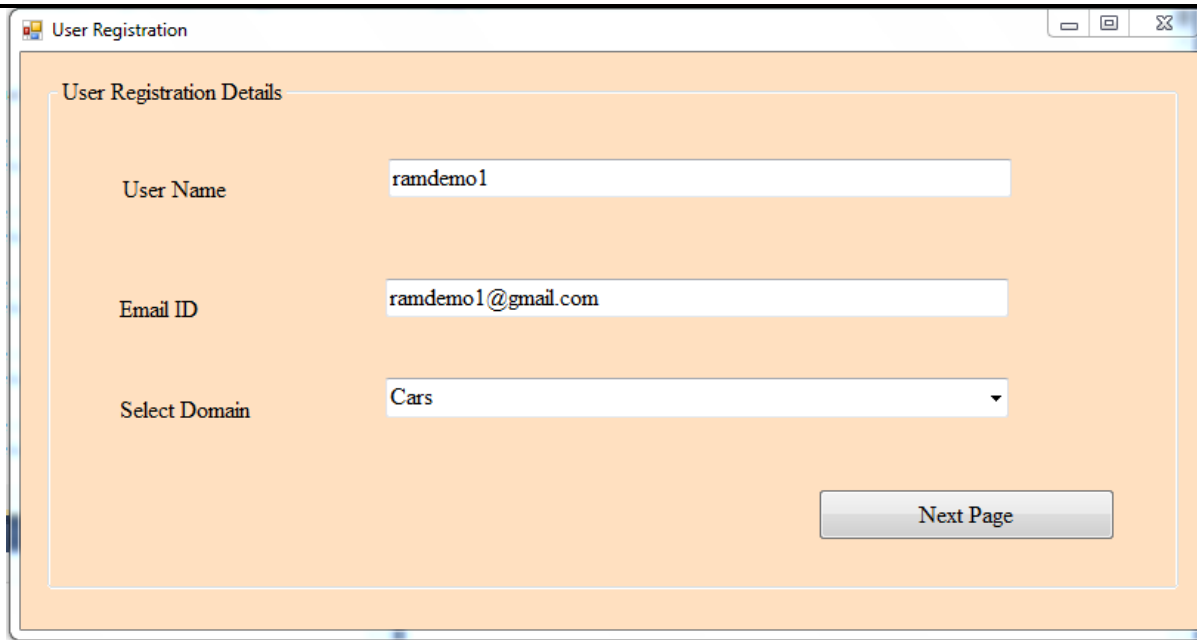 User Registration
User Registration Details
User Name
ramdemo1
Email ID
ramdemo1@gmail.com
Select Domain
Cars
Next Page